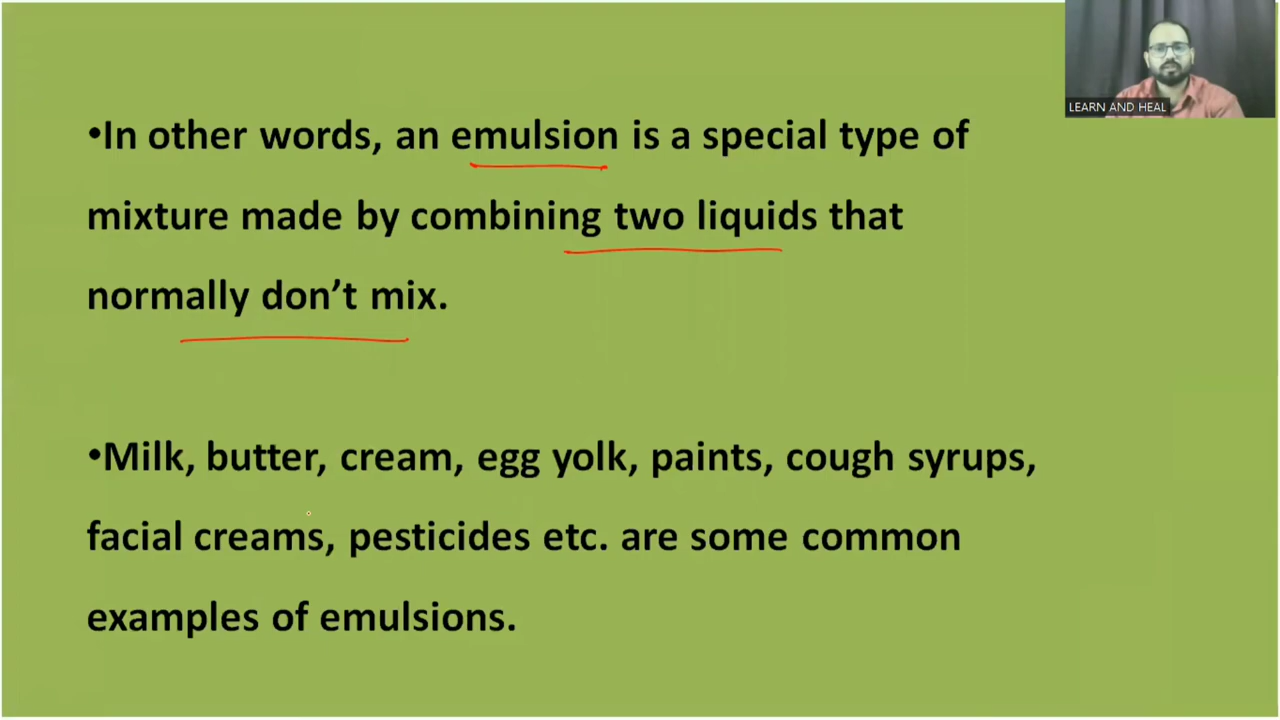 LEARN AND HEAL
•In other words, an emulsion is a special type of
mixture made by combining two liquids that
normally don’t mix.
•Milk, butter, cream, egg yolk, paints, cough syrups,
facial creams, pesticides etc. are some common
examples of emulsions.